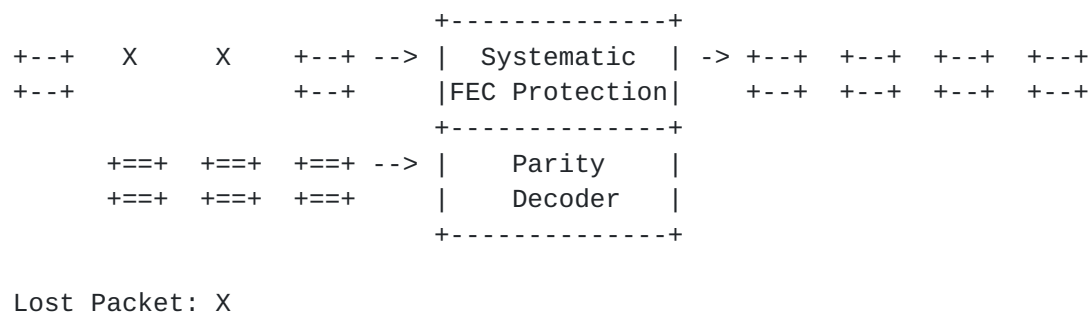 +--------------+
+--+   X     X    +--+ --> |  Systematic  | -> +--+  +--+  +--+  +--+
+--+              +--+     |FEC Protection|    +--+  +--+  +--+  +--+
                           +--------------+
      +==+  +==+  +==+ --> |    Parity    |
      +==+  +==+  +==+     |    Decoder   |
                           +--------------+
Lost Packet: X